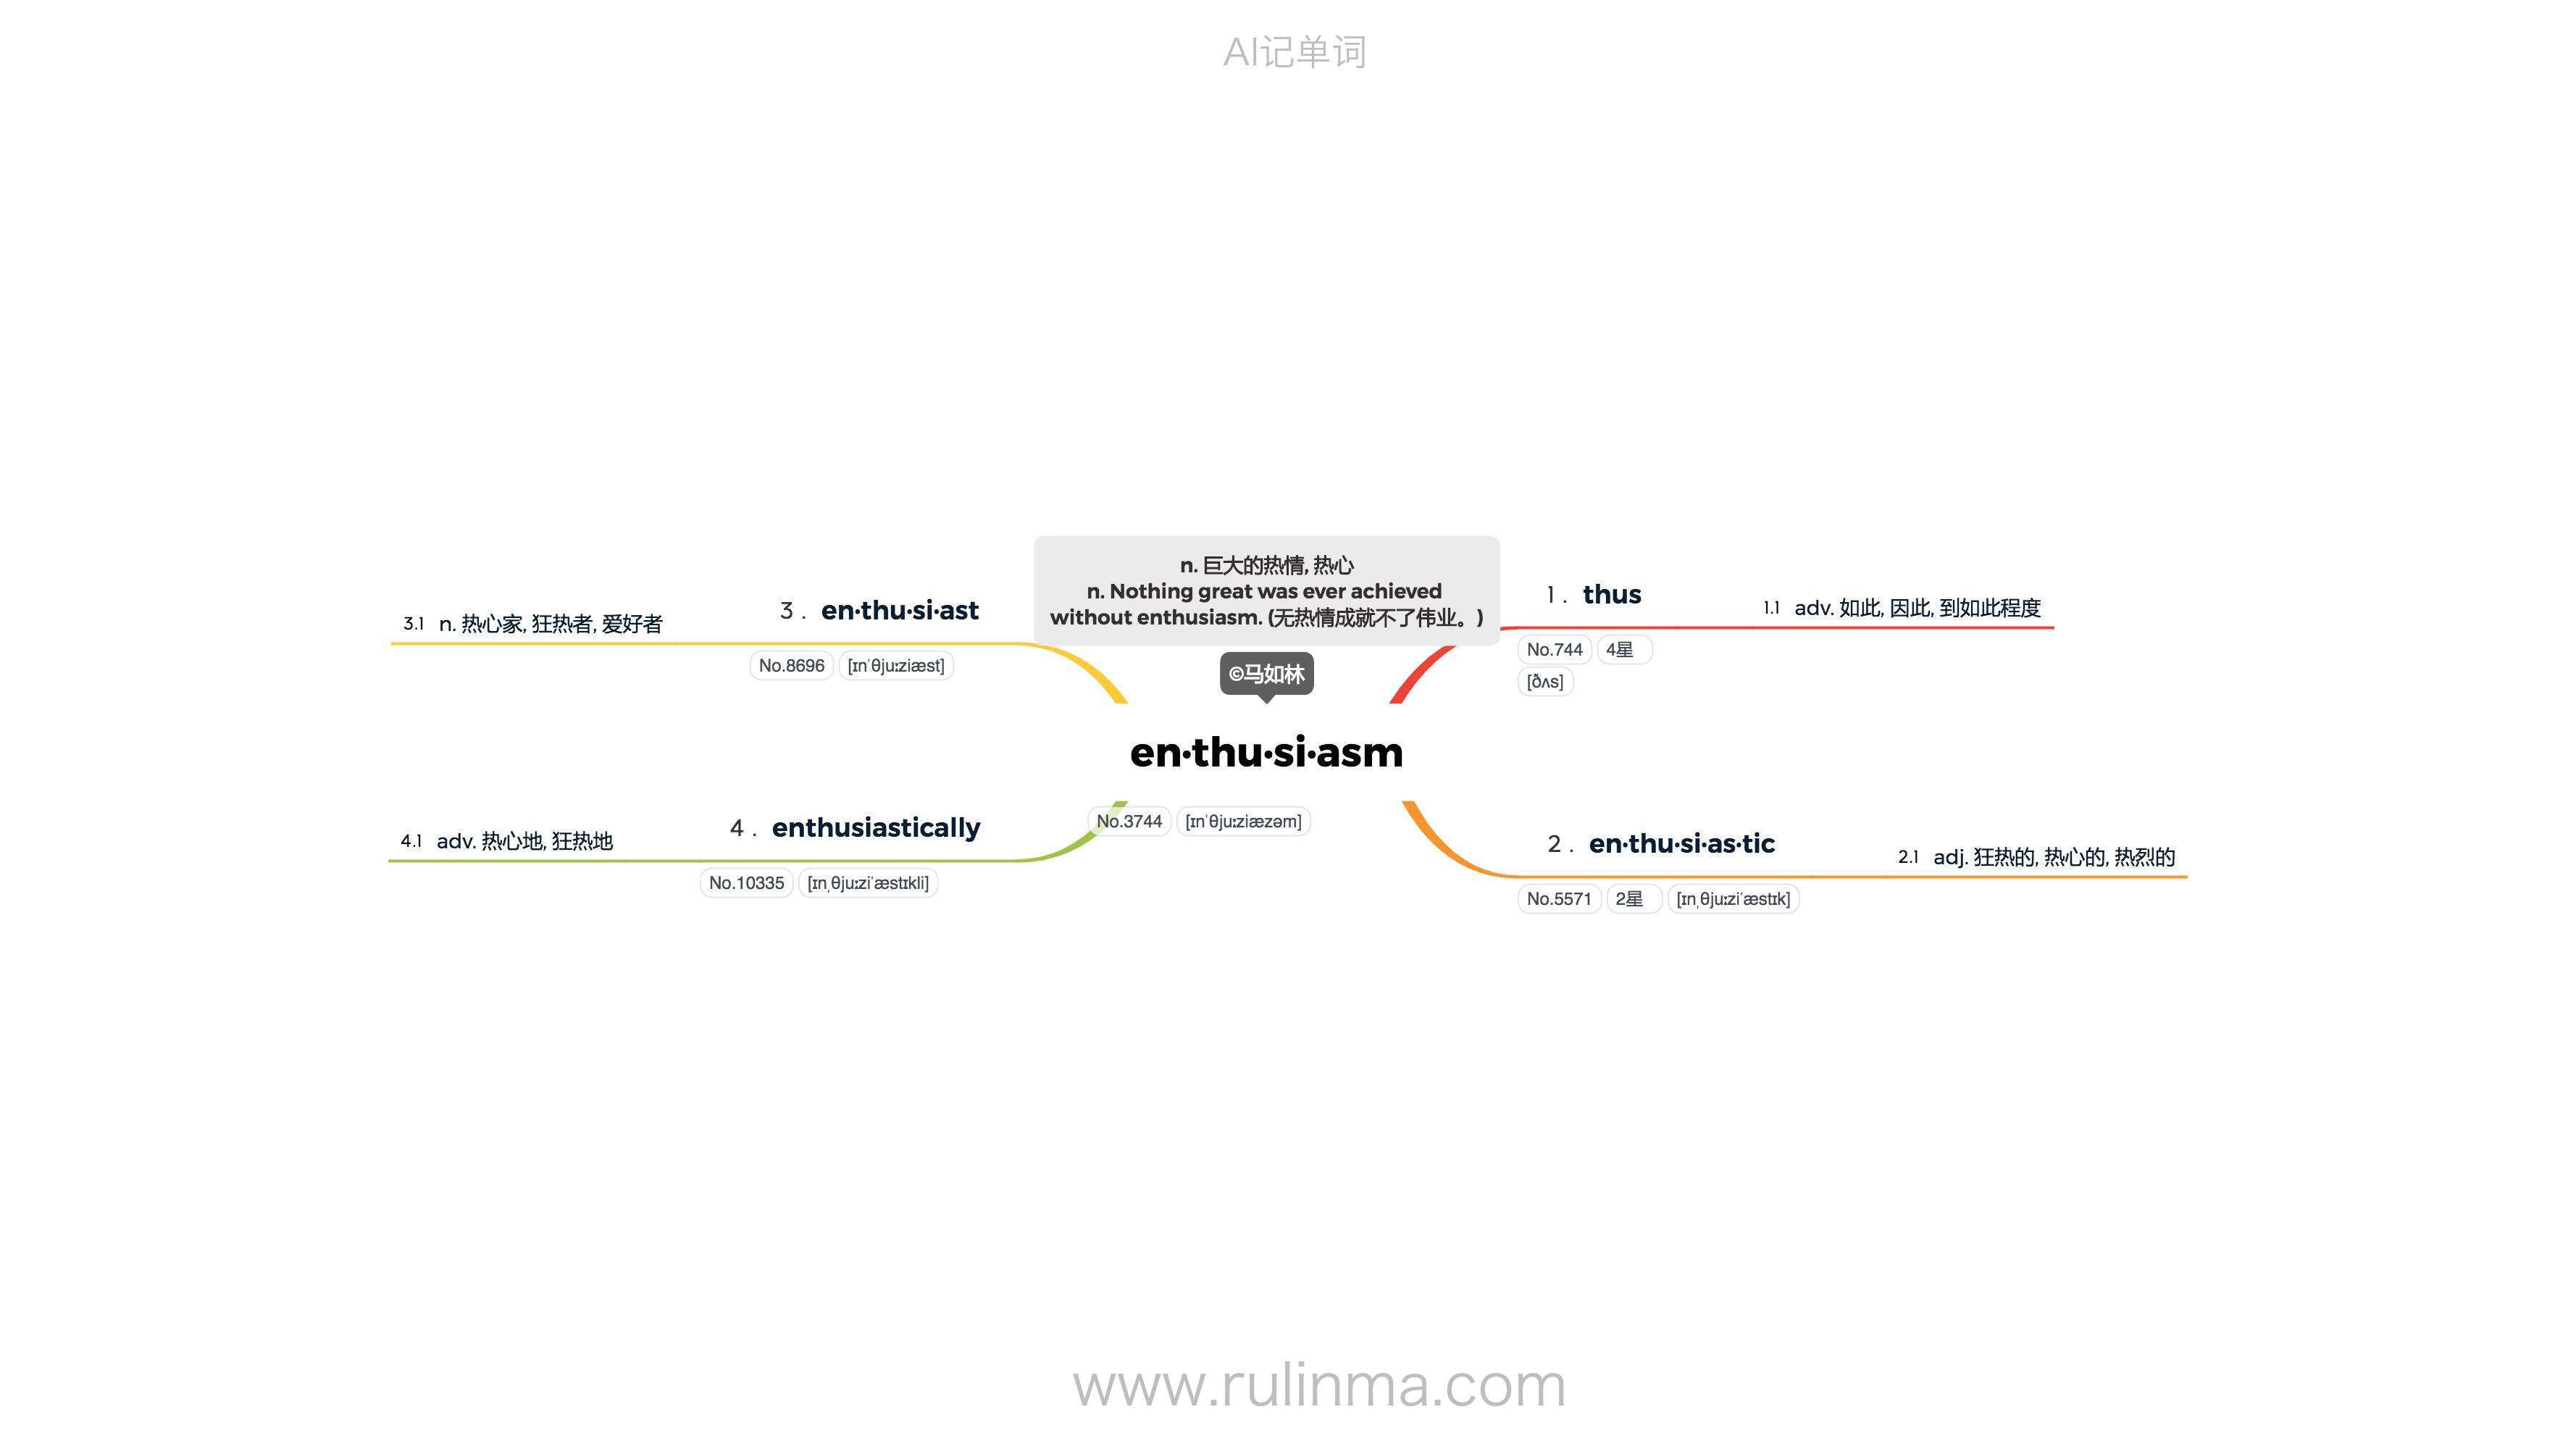 AI记单词
n. 巨大的热情, 热心
n. Nothing great was ever achieved
without enthusiasm. (无热情成就不了伟业。)
©马如林
en·thu·si·asm
No.3744 [ɪnˈθjuːziæzəm]
1 . thus
No.744 4星
[ðʌs]
1.1 adv. 如此, 因此, 到如此程度
2 . en·thu·si·as·tic
No.5571 2星 [ɪnˌθjuːziˈæstɪk]
2.1 adj. 狂热的, 热心的, 热烈的
3 . en·thu·si·ast
No.8696 [ɪnˈθjuːziæst]
3.1 n. 热心家, 狂热者, 爱好者
4 . enthusiastically
No.10335 [ɪnˌθjuːziˈæstɪkli]
4.1 adv. 热心地, 狂热地
www.rulinma.com